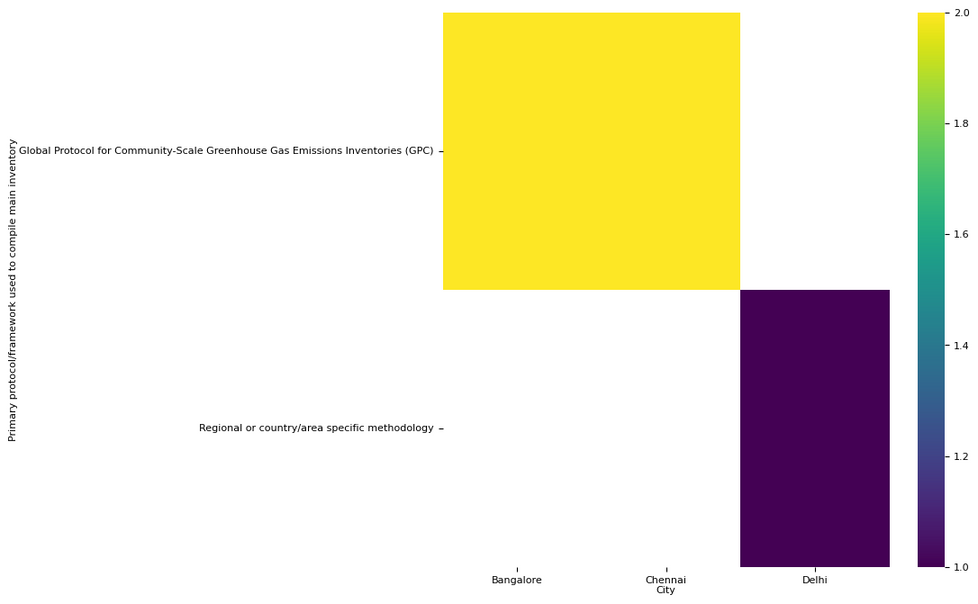 Primary protocol/framework used to compile main inventory
Global Protocol for Community-Scale Greenhouse Gas Emissions Inventories (GPC)
Regional or country/area specific methodology
Bangalore
Chennai
Delhi
City
2.0
1.8
1.6
1.4
1.2
1.0